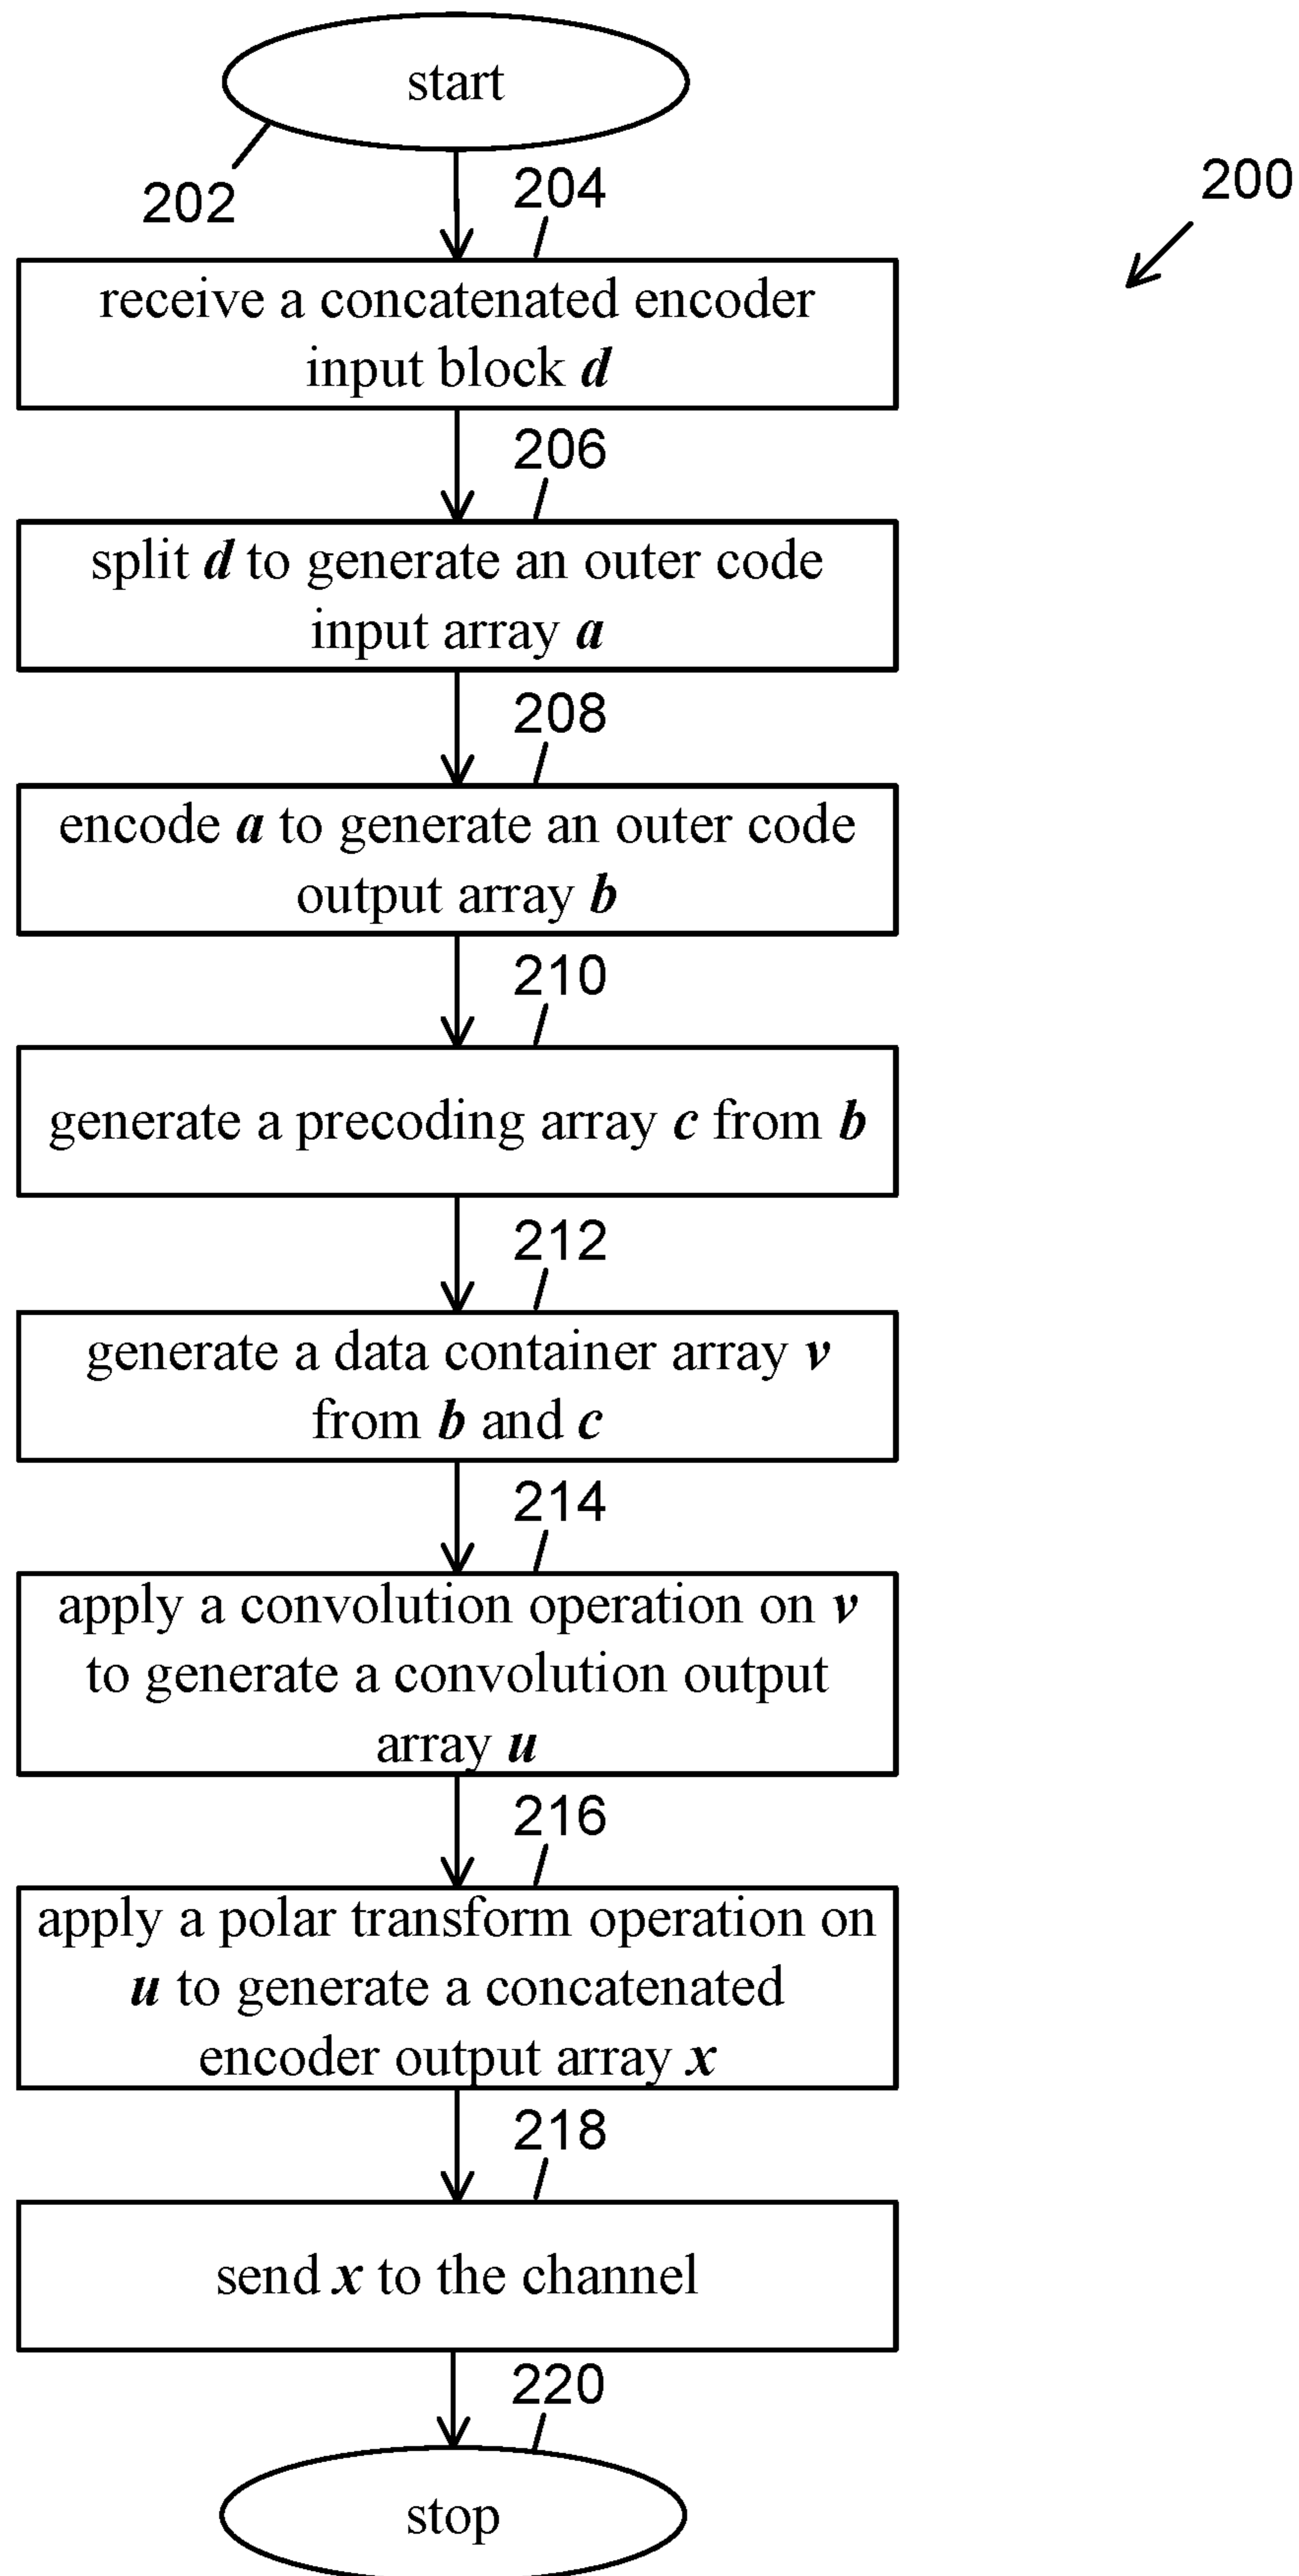 start
202
204
200
receive a concatenated encoder
input block d
206
split d to generate an outer code
input array a
208
encode a to generate an outer code
output array b
210
generate a precoding array c from b
212
generate a data container array v
from b and c
214
apply a convolution operation on v
to generate a convolution output
array u
216
apply a polar transform operation on
u to generate a concatenated
encoder output array x
218
send x to the channel
220
stop